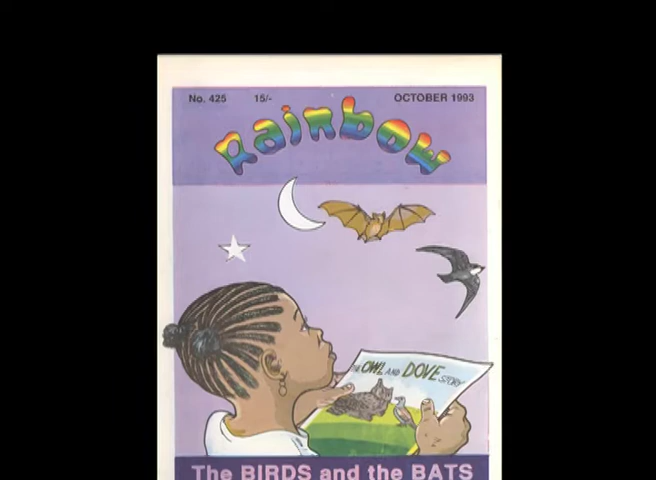 No. 425 15/- OCTOBER 1993
Rainbow
THE OWL AND DOVE STORY
The BIRDS and the BATS